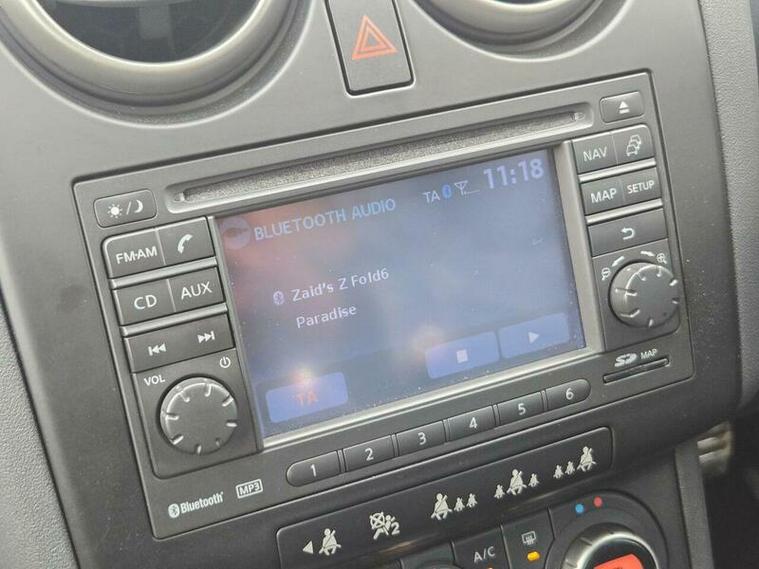 NAV
MAP SETUP
FM·AM
CD AUX
VOL
TA 11:18
BLUETOOTH AUDIO
Zaid's Z Fold6
Paradise
TA
SD MAP
1 2 3 4 5 6
Bluetooth® MP3
2
A/C